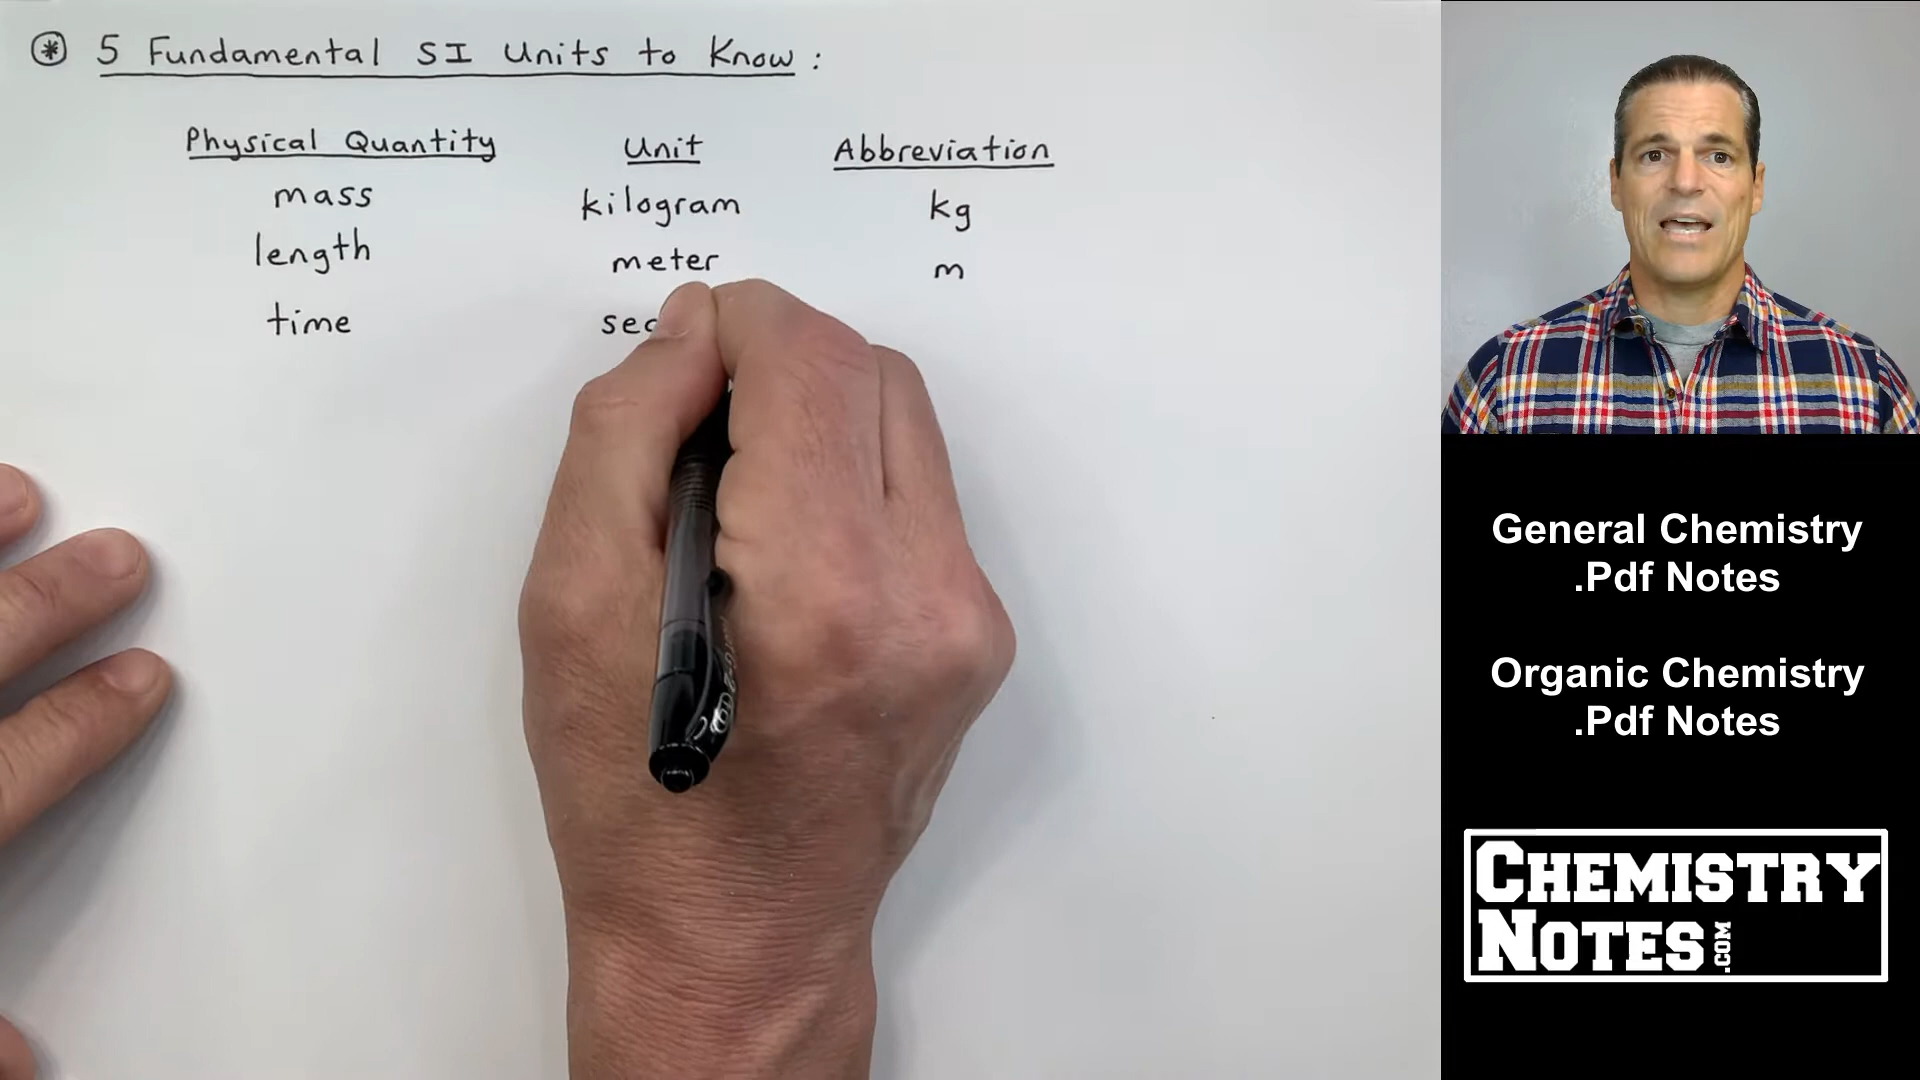 * 5 Fundamental SI Units to Know:
Physical Quantity Unit Abbreviation
mass kilogram kg
length meter m
time sec
General Chemistry
.Pdf Notes
Organic Chemistry
.Pdf Notes
CHEMISTRY
NOTES.COM